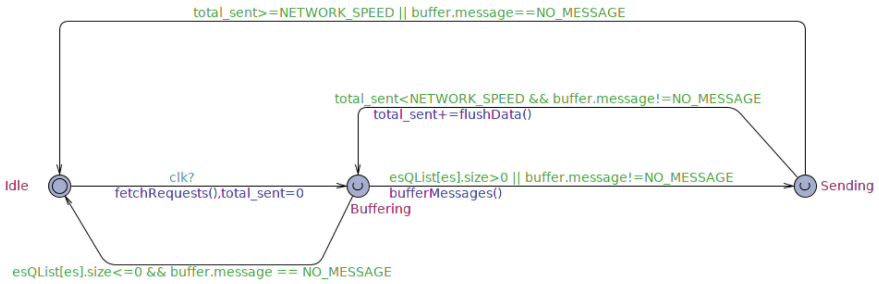 total_sent>=NETWORK_SPEED || buffer.message==NO_MESSAGE
total_sent<NETWORK_SPEED && buffer.message!=NO_MESSAGE
total_sent+=flushData()
Idle
clk?
fetchRequests(),total_sent=0
Buffering
esQList[es].size>0 || buffer.message!=NO_MESSAGE
bufferMessages()
Sending
esQList[es].size<=0 && buffer.message == NO_MESSAGE